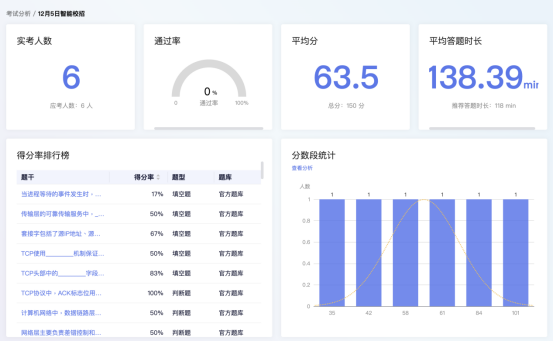 考试分析 / 12月5日智能校招
实考人数
6
应考人数：6 人
通过率
0 %
0 通过率 100%
平均分
63.5
总分：150 分
平均答题时长
138.39min
推荐答题时长：118 min
得分率排行榜
题干 得分率 题型 题库
当进程等待的事件发生时，... 17% 填空题 官方题库
传输层的可靠传输服务中，_... 50% 填空题 官方题库
套接字包括了源IP地址、源... 67% 填空题 官方题库
TCP使用________机制保证... 50% 填空题 官方题库
TCP头部中的________字段... 83% 填空题 官方题库
TCP协议中，ACK标志位用... 100% 判断题 官方题库
计算机网络中，数据链路层... 50% 判断题 官方题库
网络层主要负责差错控制和... 50% 判断题 官方题库
分数段统计
查看分析
人数
1 1 1 1 1 1
1
0.8
0.6
0.4
0.2
0
35 42 58 61 84 101